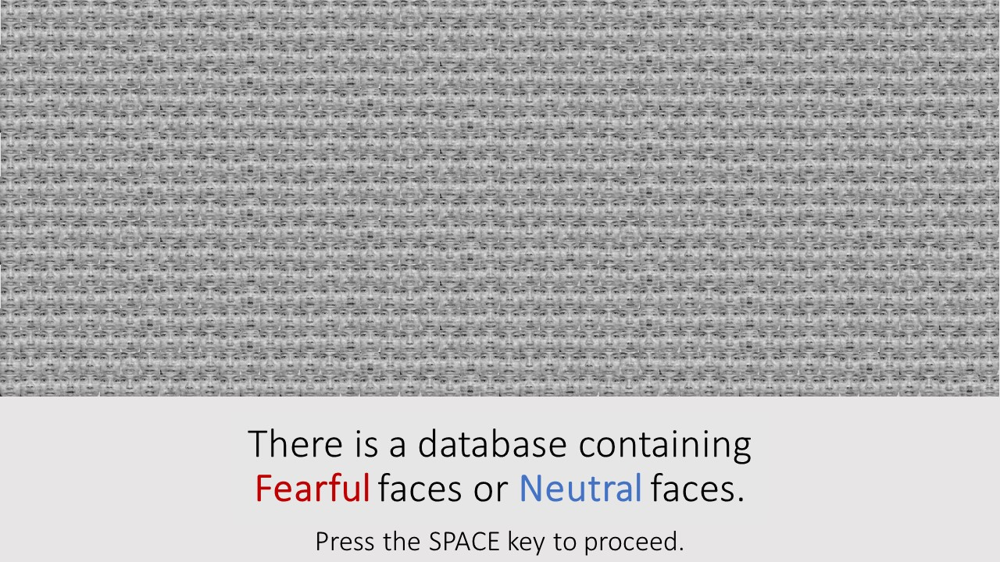 There is a database containing
Fearful faces or Neutral faces.
Press the SPACE key to proceed.